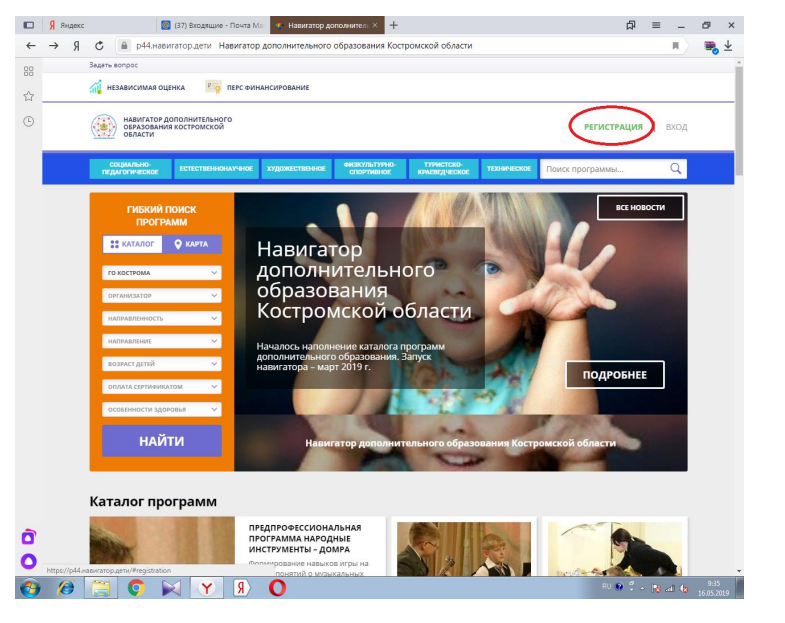 Яндекс
(37) Входящие - Почта Ma
Навигатор дополнител
p44.навигатор.дети Навигатор дополнительного образования Костромской области
Задать вопрос
НЕЗАВИСИМАЯ ОЦЕНКА
ПЕРС ФИНАНСИРОВАНИЕ
НАВИГАТОР ДОПОЛНИТЕЛЬНОГО
ОБРАЗОВАНИЯ КОСТРОМСКОЙ
ОБЛАСТИ
РЕГИСТРАЦИЯ
ВХОД
СОЦИАЛЬНО-
ПЕДАГОГИЧЕСКОЕ
ЕСТЕСТВЕННОНАУЧНОЕ
ХУДОЖЕСТВЕННОЕ
ФИЗКУЛЬТУРНО-
СПОРТИВНОЕ
ТУРИСТСКО-
КРАЕВЕДЧЕСКОЕ
ТЕХНИЧЕСКОЕ
Поиск программы...
ГИБКИЙ ПОИСК
ПРОГРАММ
КАТАЛОГ
КАРТА
ГО КОСТРОМА
ОРГАНИЗАТОР
НАПРАВЛЕННОСТЬ
НАПРАВЛЕНИЕ
ВОЗРАСТ ДЕТЕЙ
ОПЛАТА СЕРТИФИКАТОМ
ОСОБЕННОСТИ ЗДОРОВЬЯ
НАЙТИ
ВСЕ НОВОСТИ
Навигатор
дополнительного
образования
Костромской области
Началось наполнение каталога программ
дополнительного образования. Запуск
навигатора – март 2019 г.
ПОДРОБНЕЕ
Навигатор дополнительного образования Костромской области
Каталог программ
ПРЕДПРОФЕССИОНАЛЬНАЯ
ПРОГРАММА НАРОДНЫЕ
ИНСТРУМЕНТЫ – ДОМРА
Формирование навыков игры на
понятий о музыкальных
https://p44.навигатор.дети/#registration
RU
9:35
16.05.2019